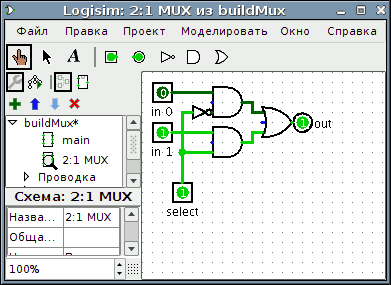 Logisim: 2:1 MUX из buildMux
Файл Правка Проект Моделировать Окно Справка
A
buildMux*
main
2:1 MUX
Проводка
Схема: 2:1 MUX
Назва... 2:1 MUX
Обща...
100%
0
in 0
1
in 1
1
out
1
select